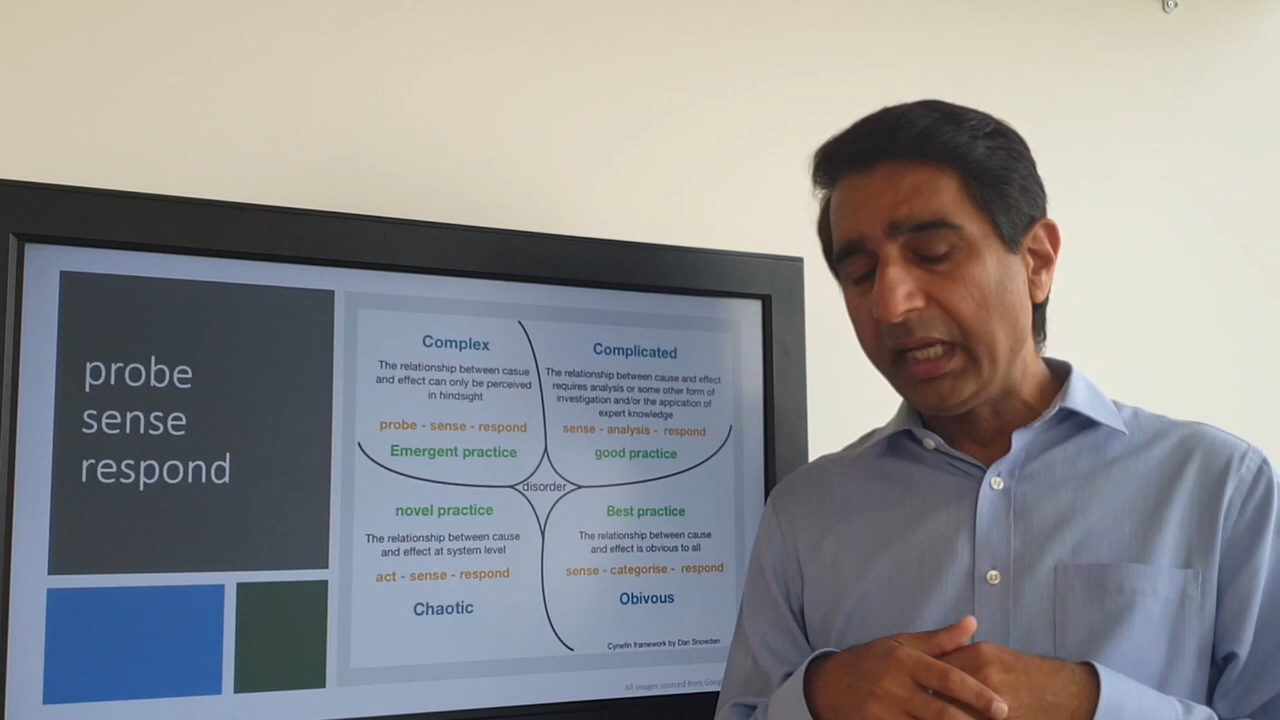 probe
sense
respond
Complex
The relationship between casue
and effect can only be perceived
in hindsight
probe - sense - respond
Emergent practice
Complicated
The relationship between cause and effect
requires analysis or some other form of
investigation and/or the appication of
expert knowledge
sense - analysis - respond
good practice
disorder
novel practice
The relationship between cause
and effect at system level
act - sense - respond
Chaotic
Best practice
The relationship between cause
and effect is obvious to all
sense - categorise - respond
Obivous
Cynefin framework by Dan Snowden
All images sourced from Goog